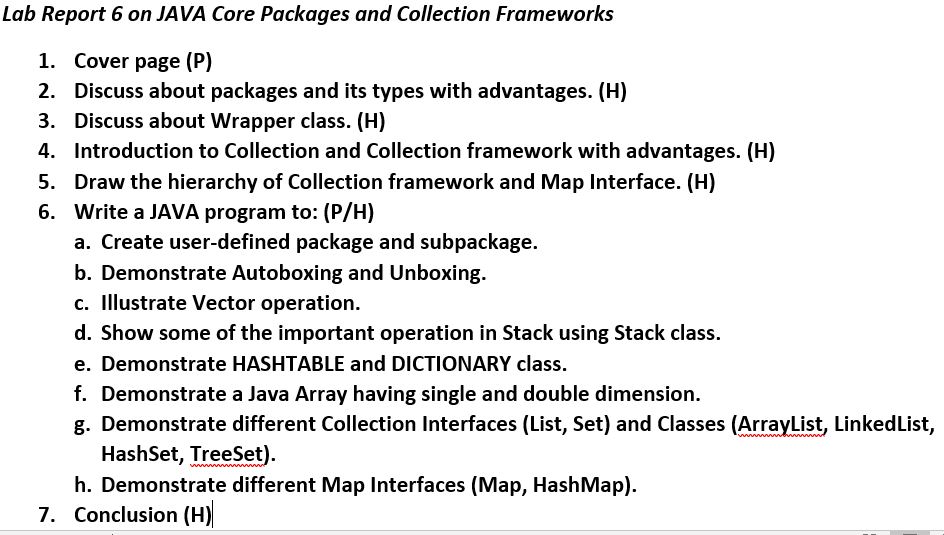 Lab Report 6 on JAVA Core Packages and Collection Frameworks
1. Cover page (P)
2. Discuss about packages and its types with advantages. (H)
3. Discuss about Wrapper class. (H)
4. Introduction to Collection and Collection framework with advantages. (H)
5. Draw the hierarchy of Collection framework and Map Interface. (H)
6. Write a JAVA program to: (P/H)
a. Create user-defined package and subpackage.
b. Demonstrate Autoboxing and Unboxing.
c. Illustrate Vector operation.
d. Show some of the important operation in Stack using Stack class.
e. Demonstrate HASHTABLE and DICTIONARY class.
f. Demonstrate a Java Array having single and double dimension.
g. Demonstrate different Collection Interfaces (List, Set) and Classes (ArrayList, LinkedList,
HashSet, TreeSet).
h. Demonstrate different Map Interfaces (Map, HashMap).
7. Conclusion (H)